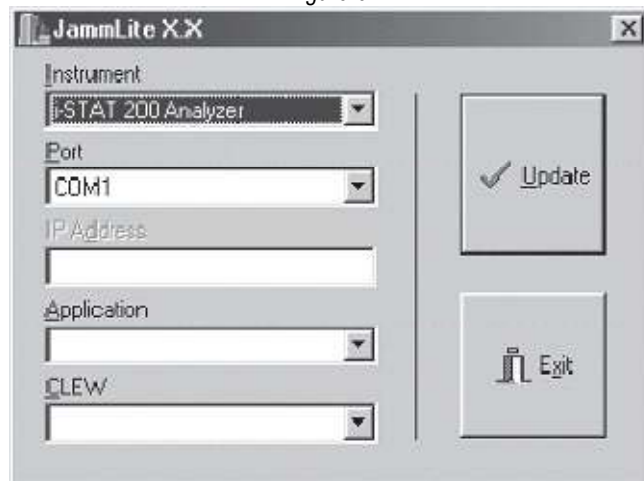 JammLite X.X
Instrument
i-STAT 200 Analyzer
Port
COM1
IP Address
Application
CLEW
Update
Exit